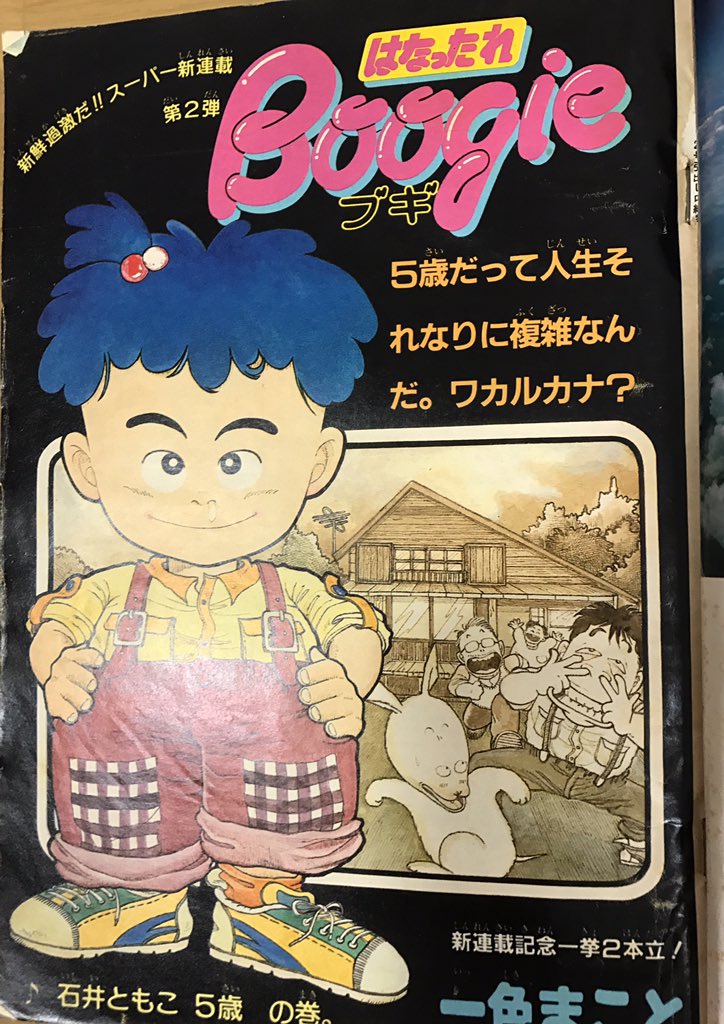 新鮮過激だ!!スーパー新連載
第2弾
はなったれ
Boogie
ブギ
5歳だって人生そ
れなりに複雑なん
だ。ワカルカナ?
新連載記念一挙2本立!
♪ 石井ともこ 5歳 の巻。
一色まこと